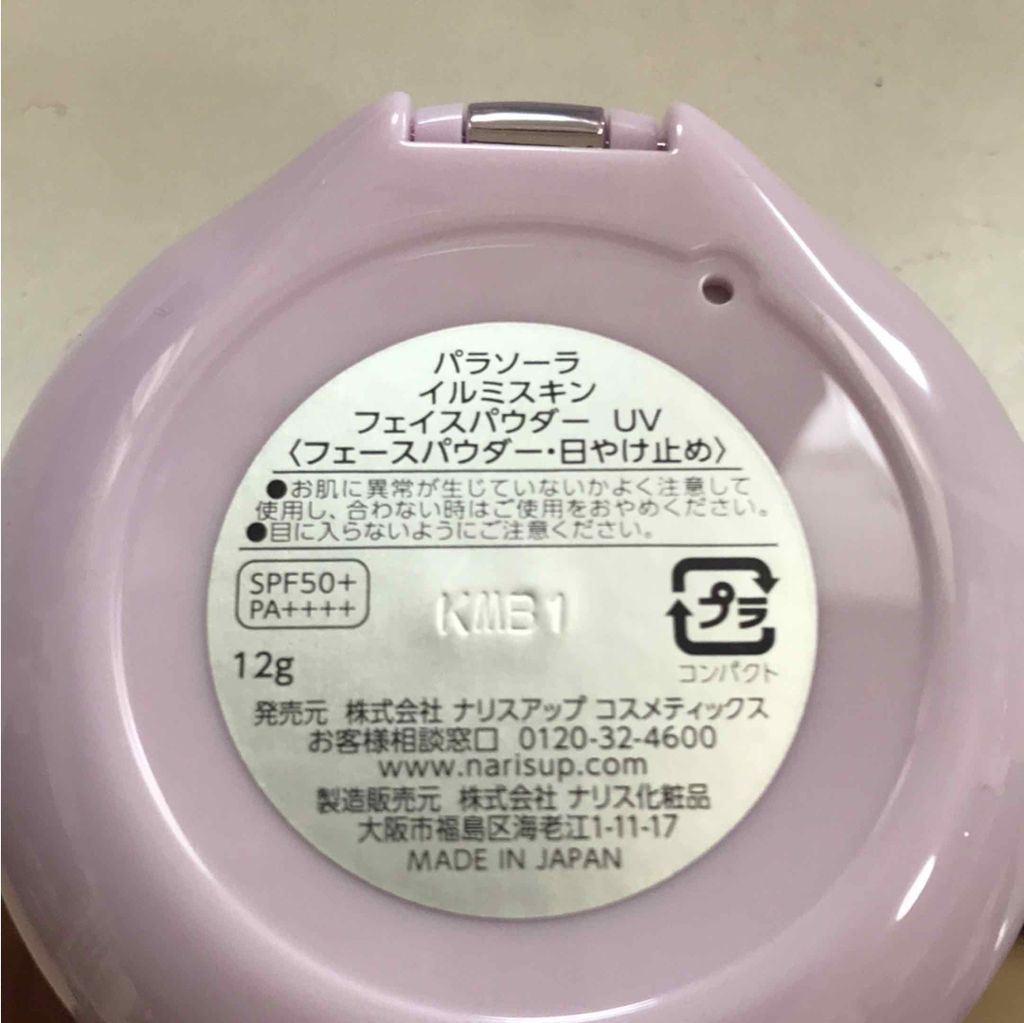 パラソーラ
イルミスキン
フェイスパウダー UV
〈フェースパウダー・日やけ止め〉
●お肌に異常が生じていないかよく注意して
使用し、合わない時はご使用をおやめください。
●目に入らないようにご注意ください。
SPF50+
PA++++
KMB1
プラ
コンパクト
12g
発売元 株式会社 ナリスアップ コスメティックス
お客様相談窓口 0120-32-4600
www.narisup.com
製造販売元 株式会社 ナリス化粧品
大阪市福島区海老江1-11-17
MADE IN JAPAN